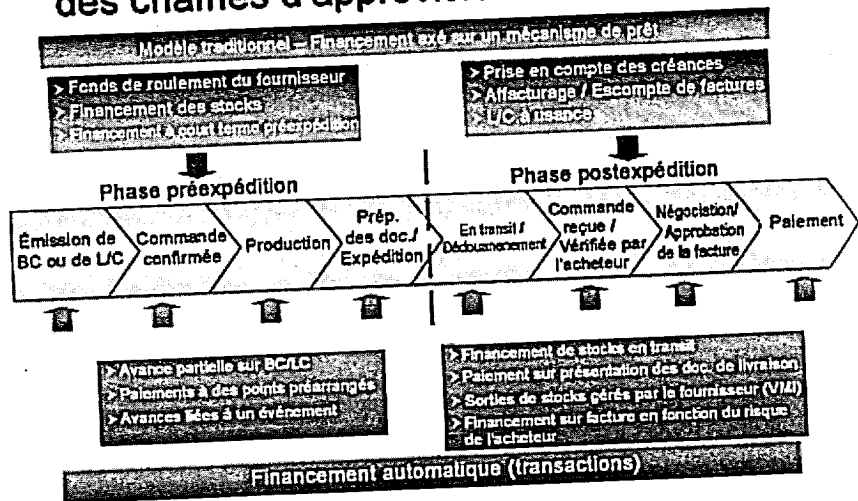 des chaînes d'approvi
Modèle traditionnel – Financement axé sur un mécanisme de prêt
> Fonds de roulement du fournisseur
> Financement des stocks
> Financement à court terme préexpédition
> Prise en compte des créances
> Affacturage / Escompte de factures
> L/C à usance
Phase préexpédition
Phase postexpédition
Émission de
BC ou de L/C
Commande
confirmée
Production
Prép.
des doc./
Expédition
En transit /
Dédouanenement
Commande
reçue /
Vérifiée par
l'acheteur
Négociation/
Approbation
de la facture
Paiement
> Avance partielle sur BC/LC
> Paiements à des points préarrangés
> Avances liées à un événement
> Financement de stocks en transit
> Paiement sur présentation des doc. de livraison
> Sorties de stocks gérés par le fournisseur (VMI)
> Financement sur facture en fonction du risque
de l'acheteur
Financement automatique (transactions)